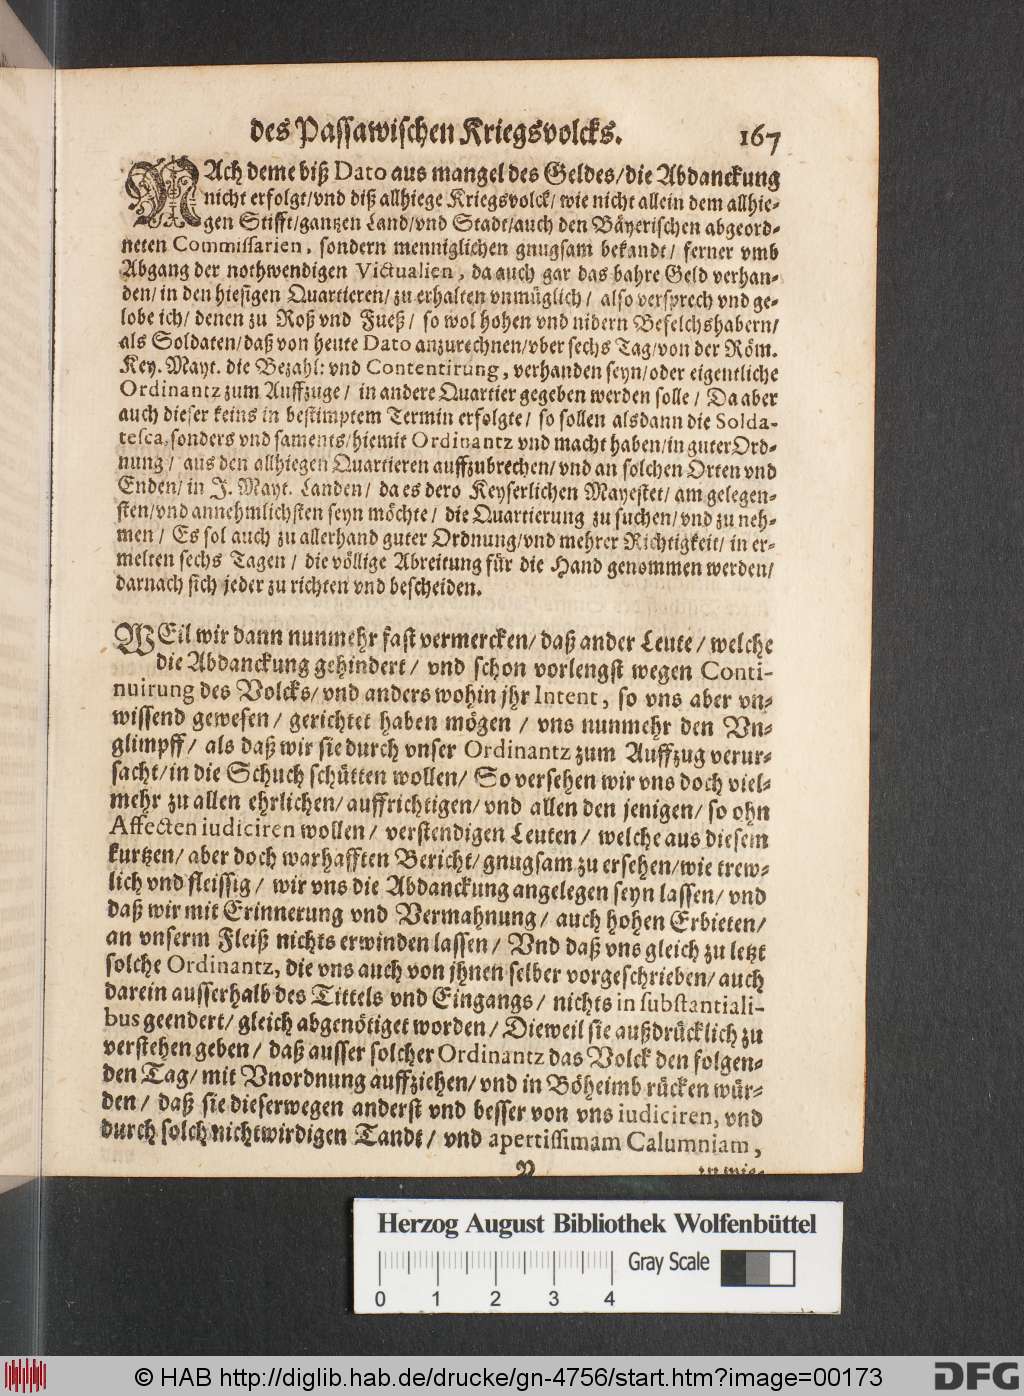 des Passawischen Kriegsvolcks. 167
NAch deme biß Dato aus mangel des Geldes/ die Abdanckung
nicht erfolgt/ vnd diß allhiege Kriegsvolck/ wie nicht allein dem allhie-
gen Stifft/ gantzen Land/ vnd Stadt/ auch den Bäyerischen abgeord-
neten Commissarien, sondern menniglichen gnugsam bekandt/ ferner vmb
Abgang der nothwendigen Victualien, da auch gar das bahre Geld verhan-
den/ in den hiesigen Quartieren/ zu erhalten vnmüglich/ also versprech vnd ge-
lobe ich/ denen zu Roß vnd Fueß/ so wol hohen vnd nidern Befelchshabern/
als Soldaten/ daß von heute Dato anzurechnen/ vber sechs Tag/ von der Röm.
Key. Mayt. die Bezahl: vnd Contentirung, verhanden seyn/ oder eigentliche
Ordinantz zum Auffzuge/ in andere Quartier gegeben werden solle/ Da aber
auch dieser keins in bestimptem Termin erfolgte/ so sollen alsdann die Solda-
tesca, sonders vnd saments/ hiemit Ordinantz vnd macht haben/ in guter Ord-
nung/ aus den allhiegen Quartieren auffzubrechen/ vnd an solchen Orten vnd
Enden/ in J. Mayt. Landen/ da es dero Keyserlichen Mayestet/ am gelegen-
sten/ vnd annehmlichsten seyn möchte/ die Quartierung zu suchen/ vnd zu neh-
men/ Es sol auch zu allerhand guter Ordnung/ vnd mehrer Richtigkeit/ in er-
melten sechs Tagen/ die völlige Abreitung für die Hand genommen werden/
darnach sich jeder zu richten vnd bescheiden.
WEil wir dann nunmehr fast vermercken/ daß ander Leute/ welche
die Abdanckung gehindert/ vnd schon vorlengst wegen Conti-
nuirung des Volcks/ vnd anders wohin jhr Intent, so vns aber vn-
wissend gewesen/ gerichtet haben mögen/ vns nunmehr den Vn-
glimpff/ als daß wir sie durch vnser Ordinantz zum Auffzug verur-
sacht/ in die Schuch schütten wollen/ So versehen wir vns doch viel-
mehr zu allen ehrlichen/ auffrichtigen/ vnd allen den jenigen/ so ohn
Affecten iudiciren wollen/ verstendigen Leuten/ welche aus diesem
kurtzen/ aber doch warhafften Bericht/ gnugsam zu ersehen/ wie trew-
lich vnd fleissig/ wir vns die Abdanckung angelegen seyn lassen/ vnd
daß wir mit Erinnerung vnd Vermahnung/ auch hohen Erbieten/
an vnserm Fleiß nichts erwinden lassen/ Vnd daß vns gleich zu letzt
solche Ordinantz, die vns auch von jhnen selber vorgeschrieben/ auch
darein ausserhalb des Tittels vnd Eingangs/ nichts in substantiali-
bus geendert/ gleich abgenötiget worden/ Dieweil sie außdrücklich zu
verstehen geben/ daß ausser solcher Ordinantz das Volck den folgen-
den Tag/ mit Vnordnung auffziehen/ vnd in Böheimb rücken wür-
den/ daß sie dieserwegen anderst vnd besser von vns iudiciren, vnd
durch solch nichtwirdigen Tandt/ vnd apertissimam Calumniam,
Herzog August Bibliothek Wolfenbüttel
Gray Scale
0 1 2 3 4
© HAB http://diglib.hab.de/drucke/gn-4756/start.htm?image=00173
DFG